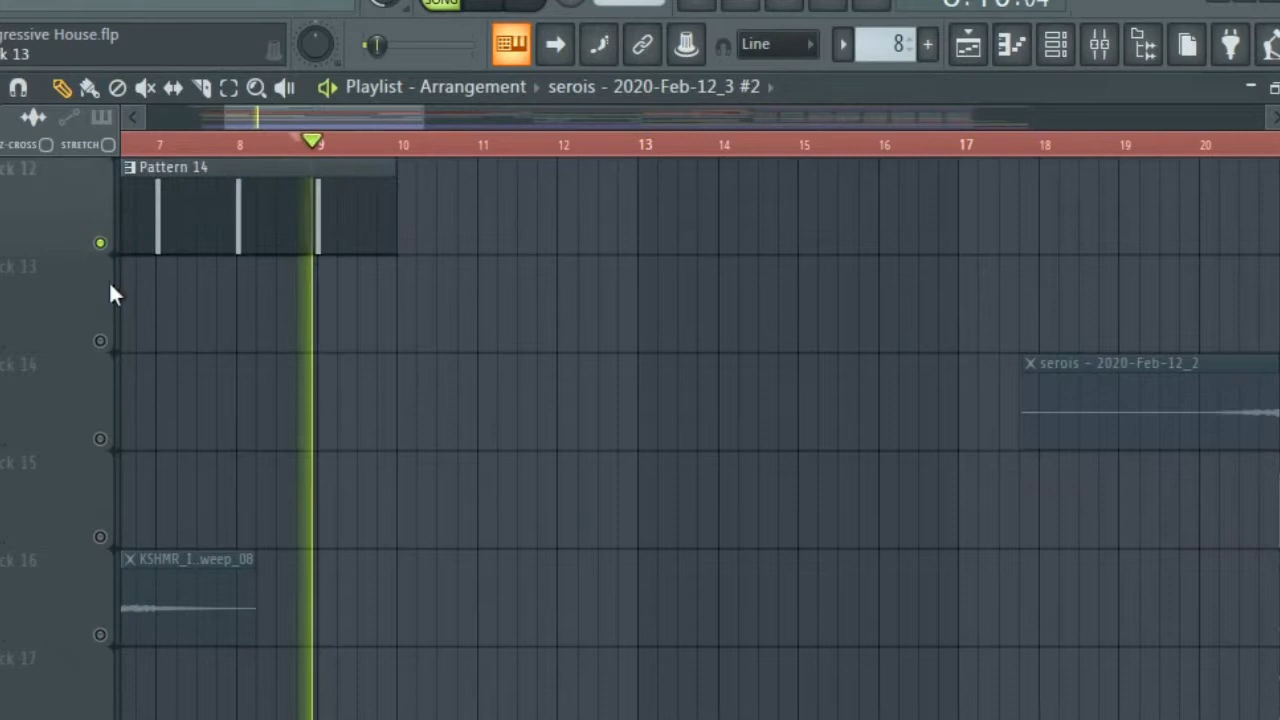 SONG
gressive House.flp
k 13
Line
8
Playlist - Arrangement serois - 2020-Feb-12_3 #2
Z-CROSS STRETCH
7 8 9 10 11 12 13 14 15 16 17 18 19 20
ck 12
Pattern 14
ck 13
ck 14
serois - 2020-Feb-12_2
ck 15
ck 16
KSHMR_I..weep_08
ck 17